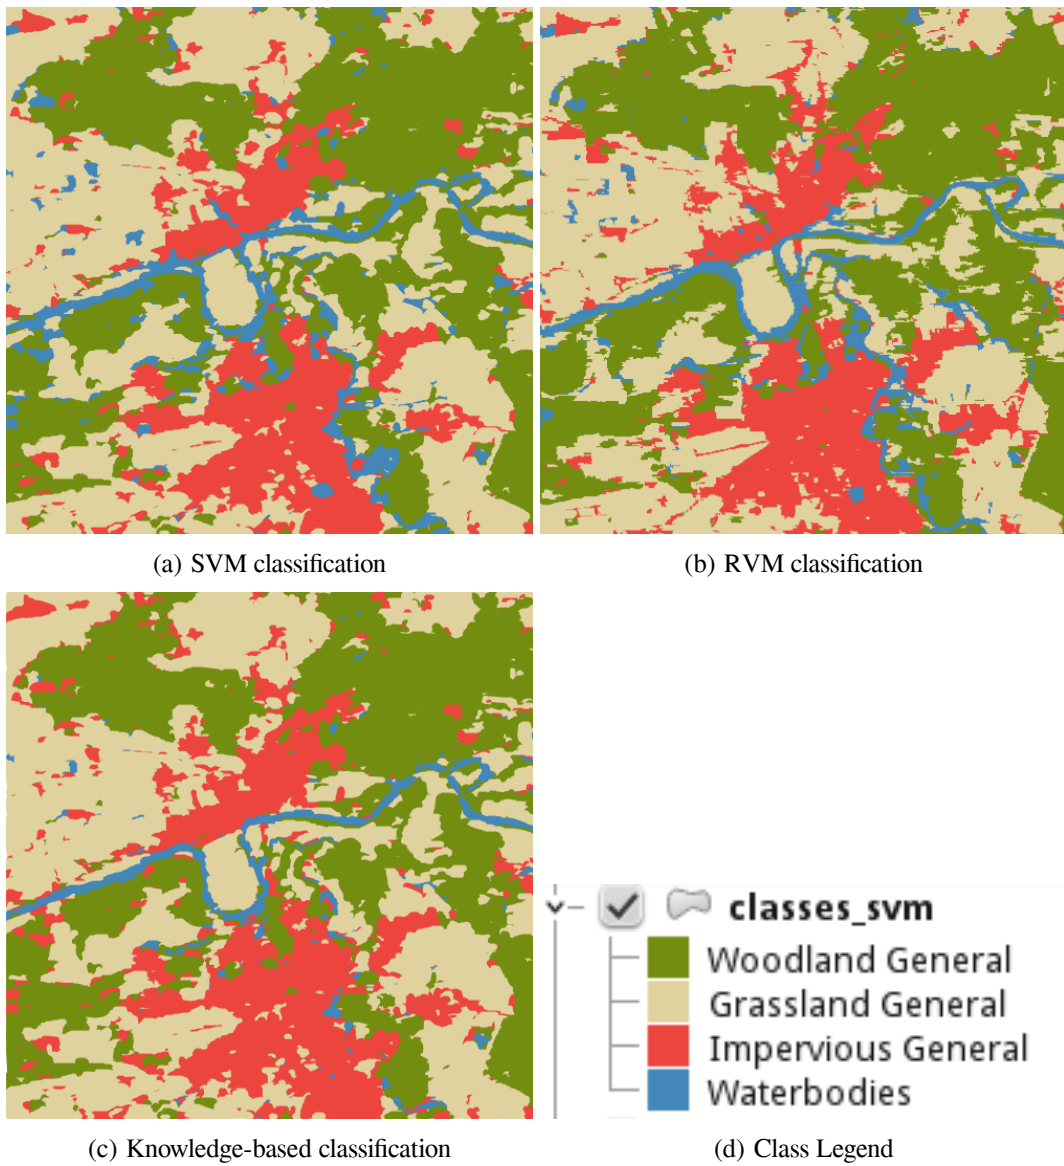 (a) SVM classification
(b) RVM classification
(c) Knowledge-based classification
classes_svm
Woodland General
Grassland General
Impervious General
Waterbodies
(d) Class Legend